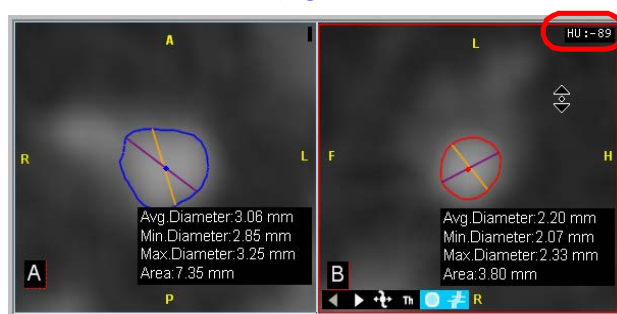 A
R
L
Avg.Diameter:3.06 mm
Min.Diameter:2.85 mm
Max.Diameter:3.25 mm
Area:7.35 mm
A
P
HU:-89
L
F
H
Avg.Diameter:2.20 mm
Min.Diameter:2.07 mm
Max.Diameter:2.33 mm
Area:3.80 mm
B
Th
R